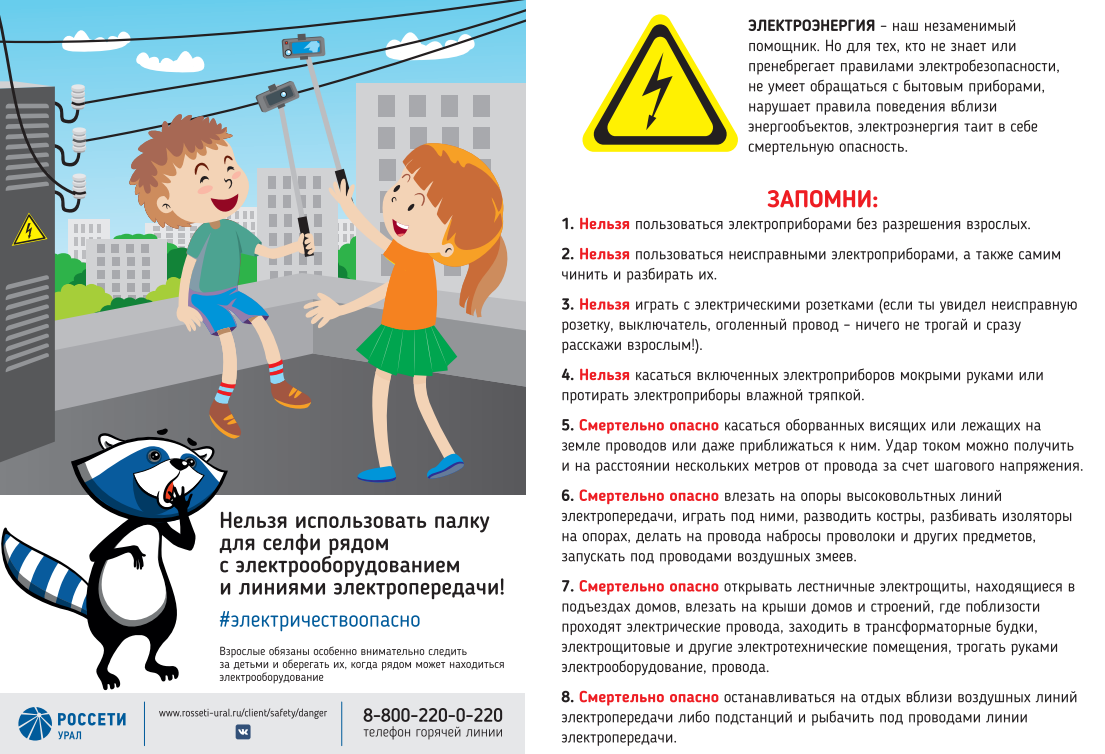 Нельзя использовать палку
для селфи рядом
с электрооборудованием
и линиями электропередачи!
#электричествоопасно
Взрослые обязаны особенно внимательно следить
за детьми и оберегать их, когда рядом может находиться
электрооборудование
РОССЕТИ
УРАЛ
www.rosseti-ural.ru/client/safety/danger
8-800-220-0-220
телефон горячей линии
ЭЛЕКТРОЭНЕРГИЯ – наш незаменимый
помощник. Но для тех, кто не знает или
пренебрегает правилами электробезопасности,
не умеет обращаться с бытовым приборами,
нарушает правила поведения вблизи
энергообъектов, электроэнергия таит в себе
смертельную опасность.
ЗАПОМНИ:
1. Нельзя пользоваться электроприборами без разрешения взрослых.
2. Нельзя пользоваться неисправными электроприборами, а также самим
чинить и разбирать их.
3. Нельзя играть с электрическими розетками (если ты увидел неисправную
розетку, выключатель, оголенный провод – ничего не трогай и сразу
расскажи взрослым!).
4. Нельзя касаться включенных электроприборов мокрыми руками или
протирать электроприборы влажной тряпкой.
5. Смертельно опасно касаться оборванных висящих или лежащих на
земле проводов или даже приближаться к ним. Удар током можно получить
и на расстоянии нескольких метров от провода за счет шагового напряжения.
6. Смертельно опасно влезать на опоры высоковольтных линий
электропередачи, играть под ними, разводить костры, разбивать изоляторы
на опорах, делать на провода набросы проволоки и других предметов,
запускать под проводами воздушных змеев.
7. Смертельно опасно открывать лестничные электрощиты, находящиеся в
подъездах домов, влезать на крыши домов и строений, где поблизости
проходят электрические провода, заходить в трансформаторные будки,
электрощитовые и другие электротехнические помещения, трогать руками
электрооборудование, провода.
8. Смертельно опасно останавливаться на отдых вблизи воздушных линий
электропередачи либо подстанций и рыбачить под проводами линии
электропередачи.